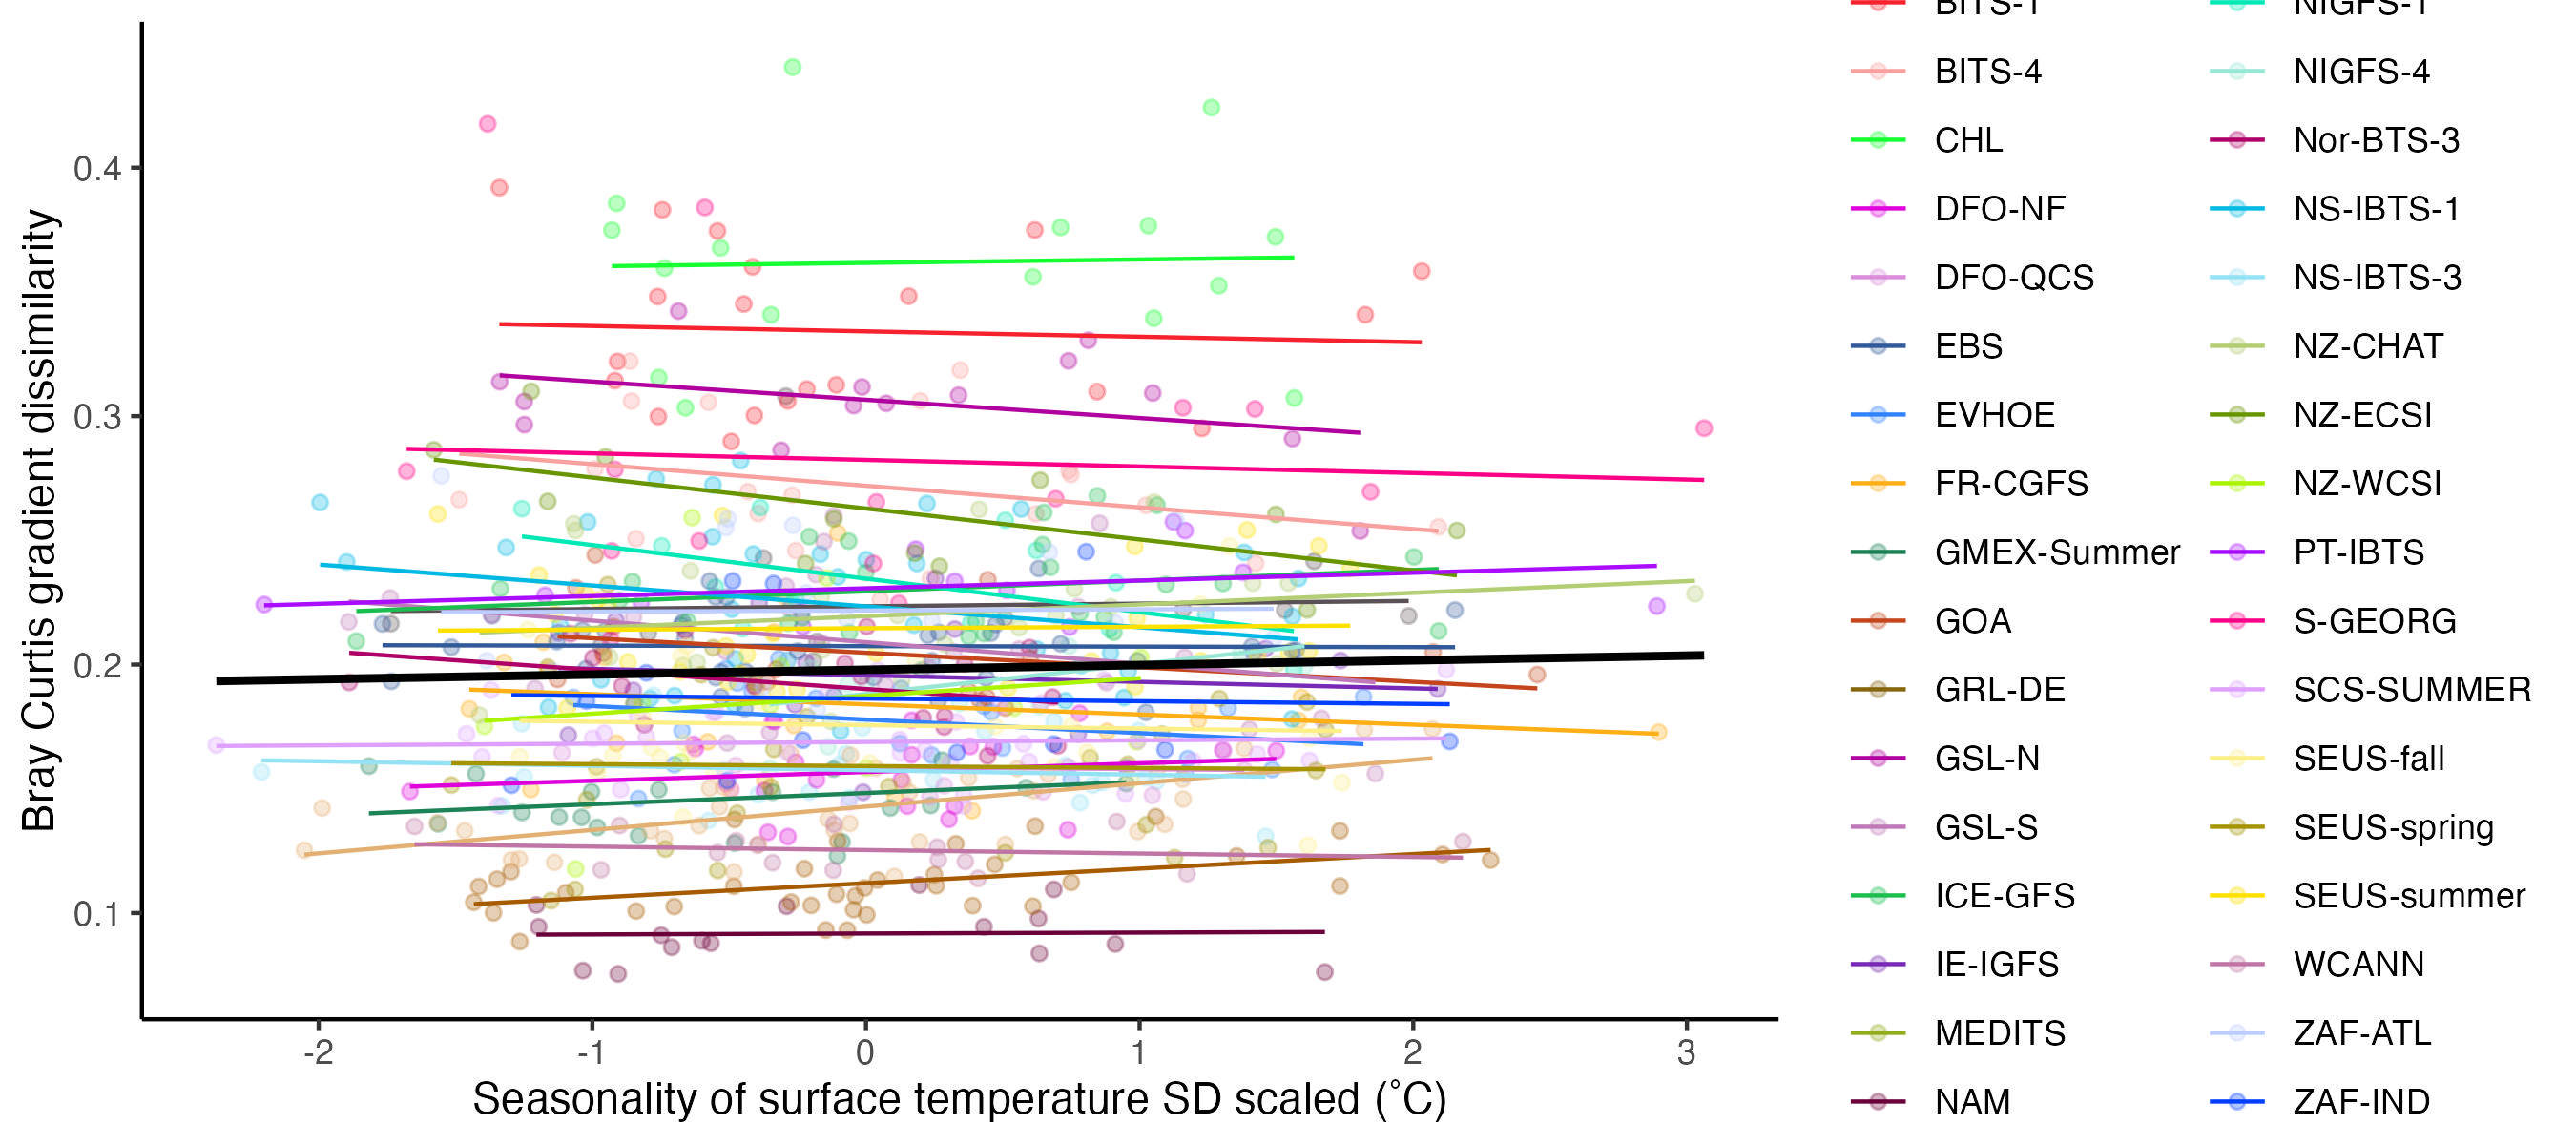 Bray Curtis gradient dissimilarity
0.4
0.3
0.2
0.1
-2
-1
0
1
2
3
Seasonality of surface temperature SD scaled (˚C)
BITS-1
BITS-4
CHL
DFO-NF
DFO-QCS
EBS
EVHOE
FR-CGFS
GMEX-Summer
GOA
GRL-DE
GSL-N
GSL-S
ICE-GFS
IE-IGFS
MEDITS
NAM
NIGFS-1
NIGFS-4
Nor-BTS-3
NS-IBTS-1
NS-IBTS-3
NZ-CHAT
NZ-ECSI
NZ-WCSI
PT-IBTS
S-GEORG
SCS-SUMMER
SEUS-fall
SEUS-spring
SEUS-summer
WCANN
ZAF-ATL
ZAF-IND